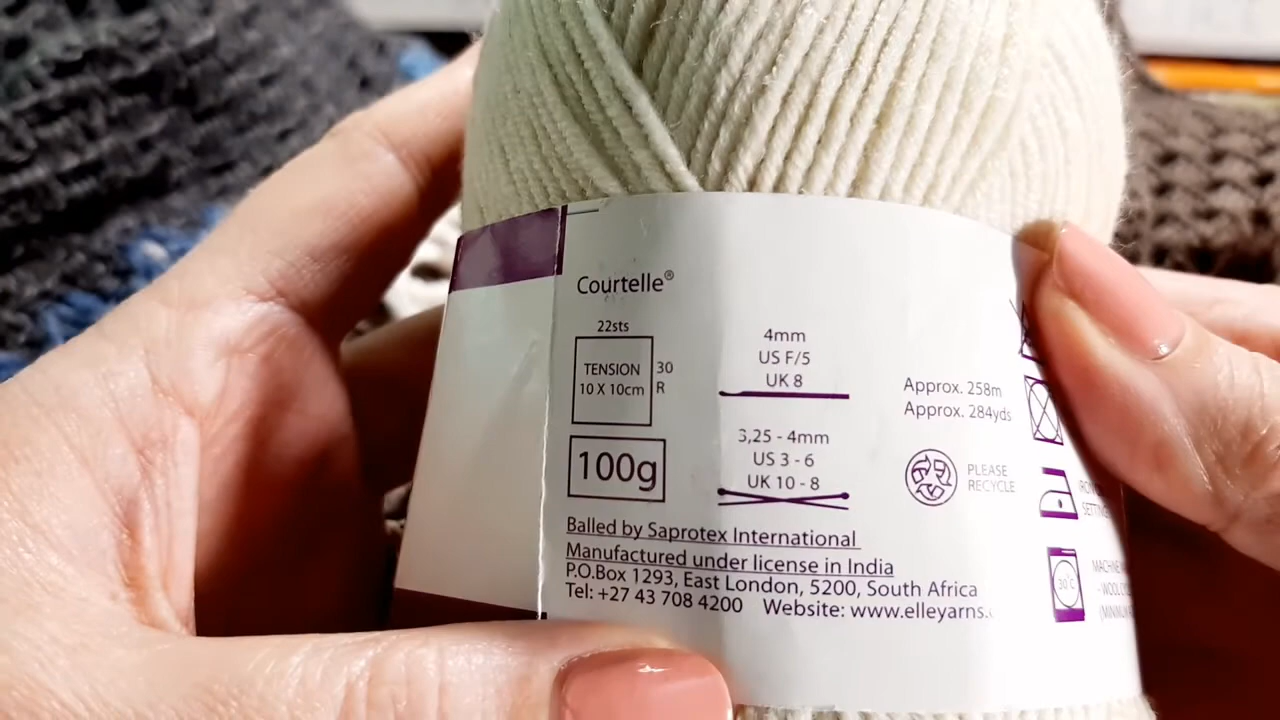 Courtelle®
22sts
TENSION
10 X 10cm
30
R
100g
4mm
US F/5
UK 8
3,25 - 4mm
US 3 - 6
UK 10 - 8
Approx. 258m
Approx. 284yds
PLEASE
RECYCLE
30°C
Balled by Saprotex International
Manufactured under license in India
P.O.Box 1293, East London, 5200, South Africa
Tel: +27 43 708 4200 Website: www.elleyarns.